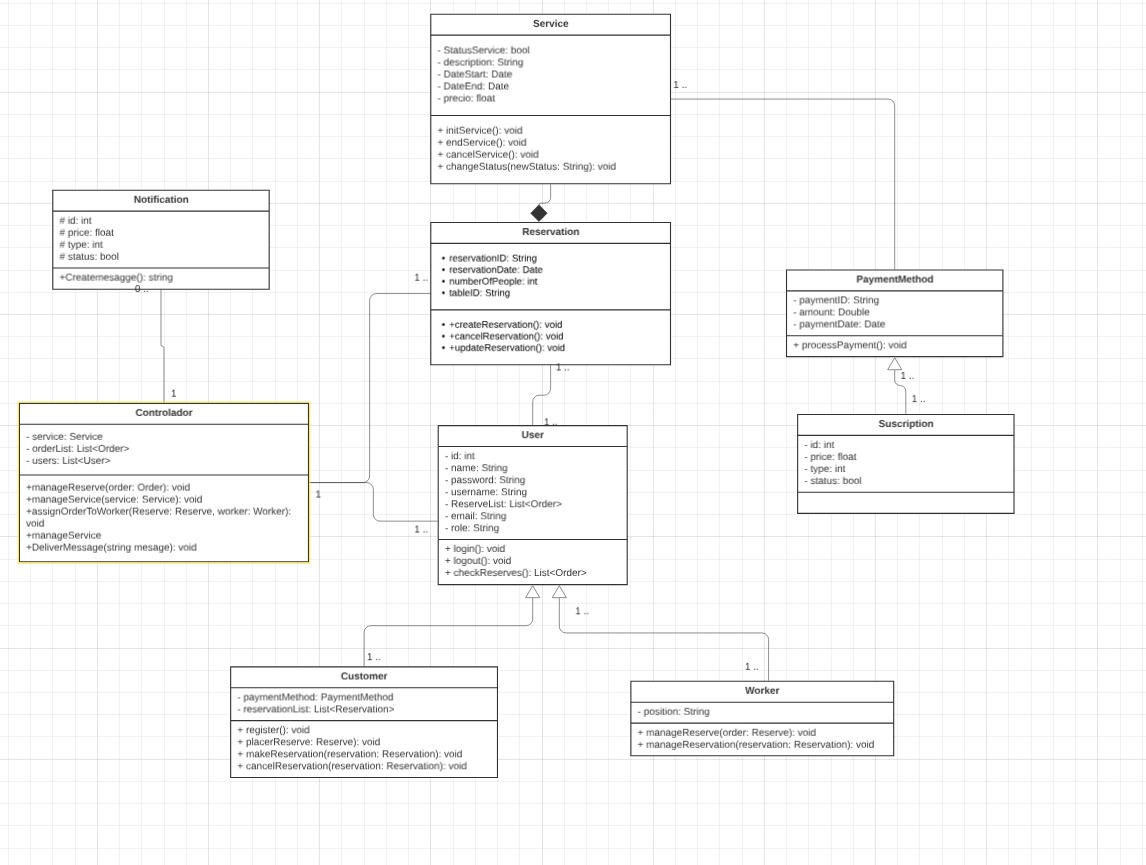 Service
- StatusService: bool
- description: String
- DateStart: Date
- DateEnd: Date
- precio: float
+ initService(): void
+ endService(): void
+ cancelService(): void
+ changeStatus(newStatus: String): void
1 ..
Notification
# id: int
# price: float
# type: int
# status: bool
+Createmesagge(): string
0 ..
1
Reservation
• reservationID: String
• reservationDate: Date
• numberOfPeople: int
• tableID: String
• +createReservation(): void
• +cancelReservation(): void
• +updateReservation(): void
1 ..
1 ..
1 ..
PaymentMethod
- paymentID: String
- amount: Double
- paymentDate: Date
+ processPayment(): void
1 ..
1 ..
Suscription
- id: int
- price: float
- type: int
- status: bool
Controlador
- service: Service
- orderList: List<Order>
- users: List<User>
+manageReserve(order: Order): void
+manageService(service: Service): void
+assignOrderToWorker(Reserve: Reserve, worker: Worker):
void
+manageService
+DeliverMessage(string mesage): void
1
1 ..
User
- id: int
- name: String
- password: String
- username: String
- ReserveList: List<Order>
- email: String
- role: String
+ login(): void
+ logout(): void
+ checkReserves(): List<Order>
1 ..
1 ..
1 ..
Customer
- paymentMethod: PaymentMethod
- reservationList: List<Reservation>
+ register(): void
+ placerReserve: Reserve): void
+ makeReservation(reservation: Reservation): void
+ cancelReservation(reservation: Reservation): void
Worker
- position: String
+ manageReserve(order: Reserve): void
+ manageReservation(reservation: Reservation): void